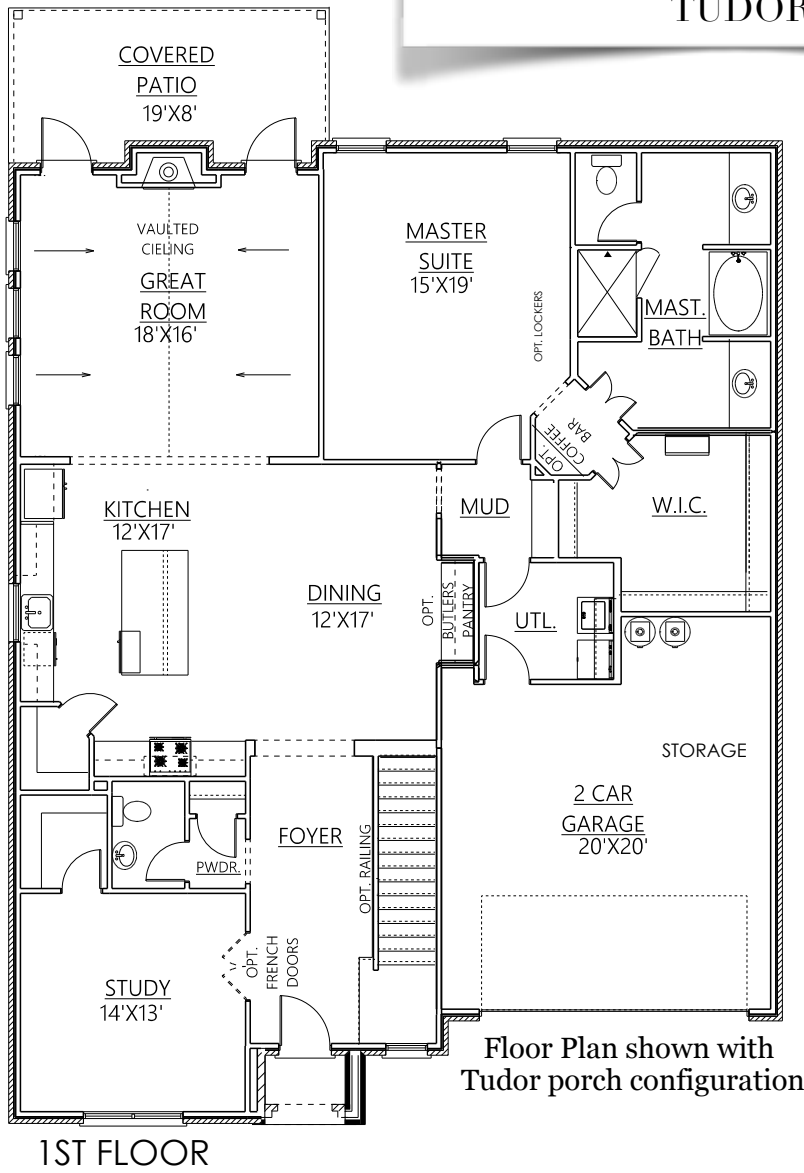 TUDOR
COVERED
PATIO
19'X8'
VAULTED
CIELING
GREAT
ROOM
18'X16'
MASTER
SUITE
15'X19'
OPT. LOCKERS
MAST.
BATH
OPT
COFFEE
BAR
KITCHEN
12'X17'
MUD
W.I.C.
DINING
12'X17'
OPT.
BUTLERS
PANTRY
UTL.
STORAGE
2 CAR
GARAGE
20'X20'
FOYER
OPT. RAILING
PWDR.
OPT.
FRENCH
DOORS
STUDY
14'X13'
Floor Plan shown with
Tudor porch configuration
1ST FLOOR